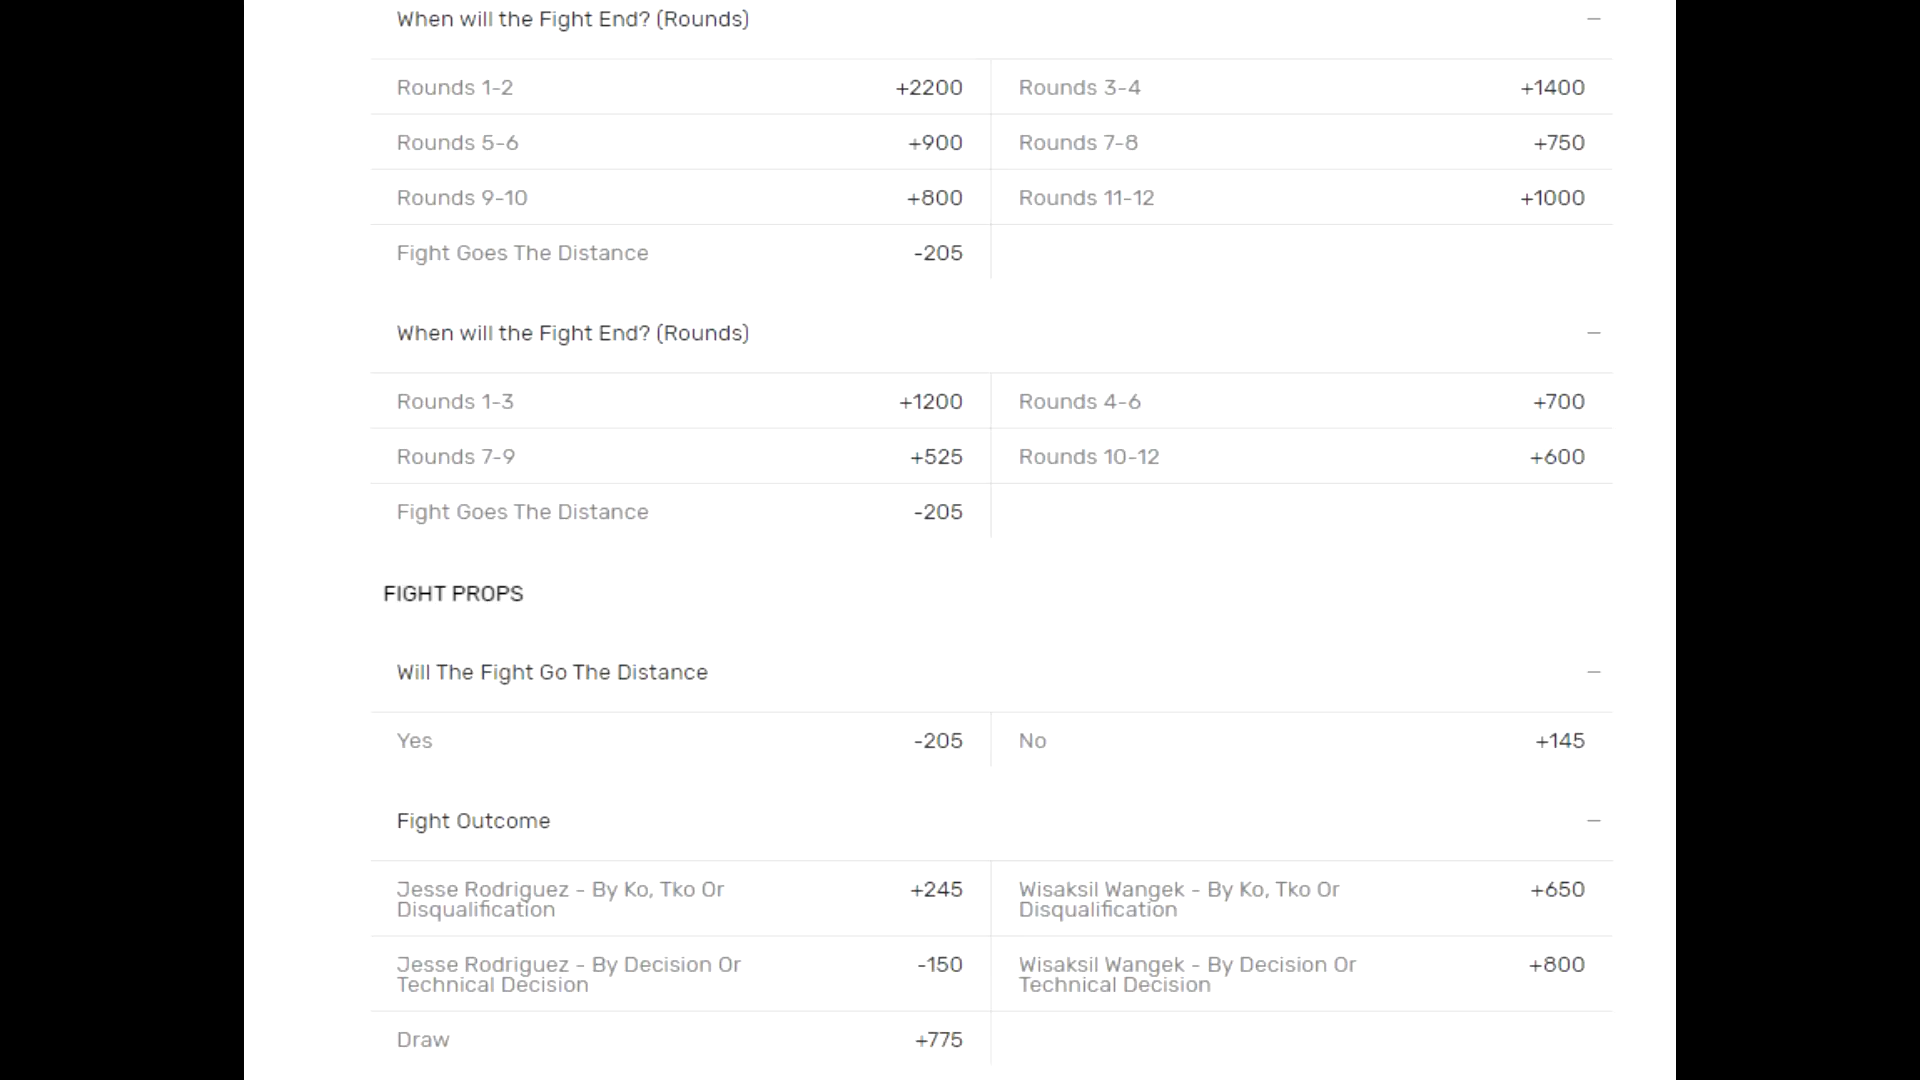 When will the Fight End? (Rounds) –
Rounds 1-2 +2200 Rounds 3-4 +1400
Rounds 5-6 +900 Rounds 7-8 +750
Rounds 9-10 +800 Rounds 11-12 +1000
Fight Goes The Distance -205
When will the Fight End? (Rounds) –
Rounds 1-3 +1200 Rounds 4-6 +700
Rounds 7-9 +525 Rounds 10-12 +600
Fight Goes The Distance -205
FIGHT PROPS
Will The Fight Go The Distance –
Yes -205 No +145
Fight Outcome –
Jesse Rodriguez - By Ko, Tko Or
Disqualification
+245
Wisaksil Wangek - By Ko, Tko Or
Disqualification
+650
Jesse Rodriguez - By Decision Or
Technical Decision
-150
Wisaksil Wangek - By Decision Or
Technical Decision
+800
Draw +775